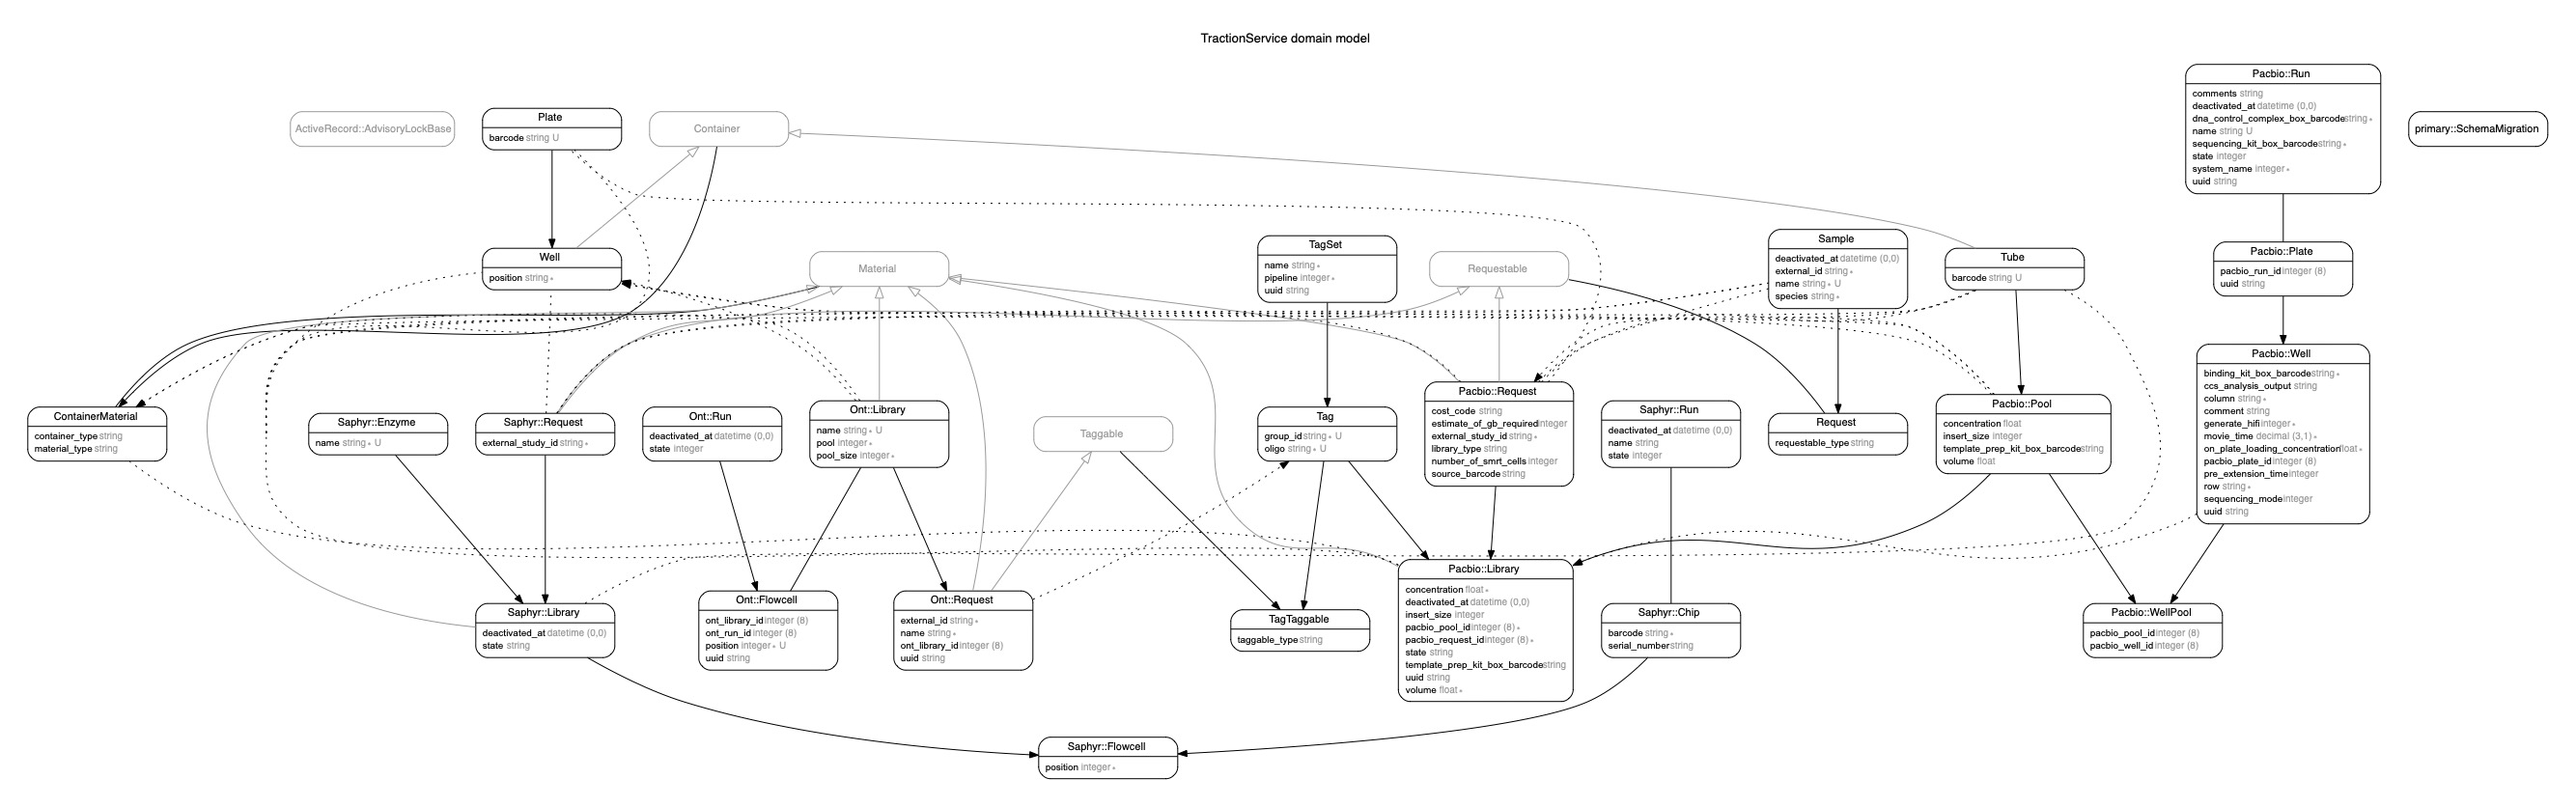 TractionService domain model
ActiveRecord::AdvisoryLockBase
Plate
barcode string U
Container
Pacbio::Run
comments string
deactivated_at datetime (0,0)
dna_control_complex_box_barcode string ∗
name string U
sequencing_kit_box_barcode string ∗
state integer
system_name integer ∗
uuid string
primary::SchemaMigration
Well
position string ∗
Material
TagSet
name string ∗
pipeline integer ∗
uuid string
Requestable
Sample
deactivated_at datetime (0,0)
external_id string ∗
name string ∗ U
species string ∗
Tube
barcode string U
Pacbio::Plate
pacbio_run_id integer (8)
uuid string
Pacbio::Well
binding_kit_box_barcode string ∗
ccs_analysis_output string
column string ∗
comment string
generate_hifi integer ∗
movie_time decimal (3,1) ∗
on_plate_loading_concentration float ∗
pacbio_plate_id integer (8)
pre_extension_time integer
row string ∗
sequencing_mode integer
uuid string
ContainerMaterial
container_type string
material_type string
Saphyr::Enzyme
name string ∗ U
Saphyr::Request
external_study_id string ∗
Ont::Run
deactivated_at datetime (0,0)
state integer
Ont::Library
name string ∗ U
pool integer ∗
pool_size integer ∗
Taggable
Tag
group_id string ∗ U
oligo string ∗ U
Pacbio::Request
cost_code string
estimate_of_gb_required integer
external_study_id string ∗
library_type string
number_of_smrt_cells integer
source_barcode string
Saphyr::Run
deactivated_at datetime (0,0)
name string
state integer
Request
requestable_type string
Pacbio::Pool
concentration float
insert_size integer
template_prep_kit_box_barcode string
volume float
Saphyr::Library
deactivated_at datetime (0,0)
state string
Ont::Flowcell
ont_library_id integer (8)
ont_run_id integer (8)
position integer ∗ U
uuid string
Ont::Request
external_id string ∗
name string ∗
ont_library_id integer (8)
uuid string
TagTaggable
taggable_type string
Pacbio::Library
concentration float ∗
deactivated_at datetime (0,0)
insert_size integer
pacbio_pool_id integer (8) ∗
pacbio_request_id integer (8) ∗
state string
template_prep_kit_box_barcode string
uuid string
volume float ∗
Saphyr::Chip
barcode string ∗
serial_number string
Pacbio::WellPool
pacbio_pool_id integer (8)
pacbio_well_id integer (8)
Saphyr::Flowcell
position integer ∗